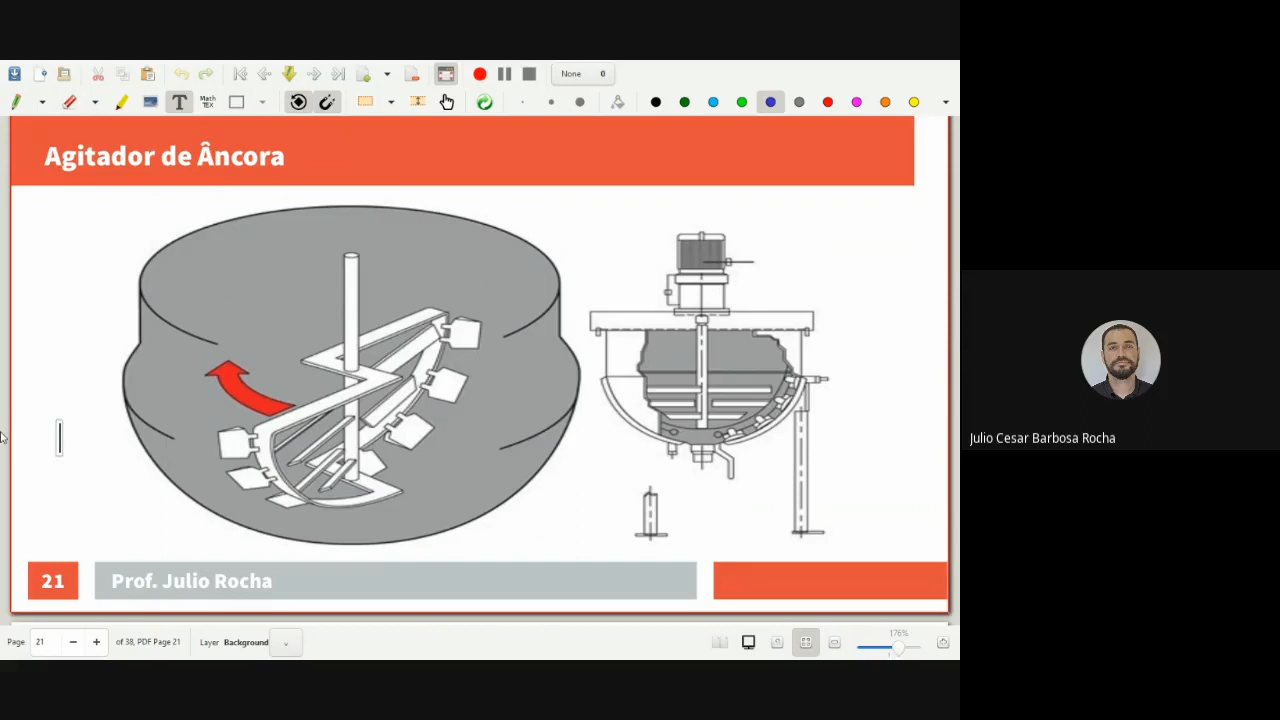 None 0
T
Math
TEX
Agitador de Âncora
21
Prof. Julio Rocha
Page 21 of 38, PDF Page 21 Layer Background 176%
Julio Cesar Barbosa Rocha